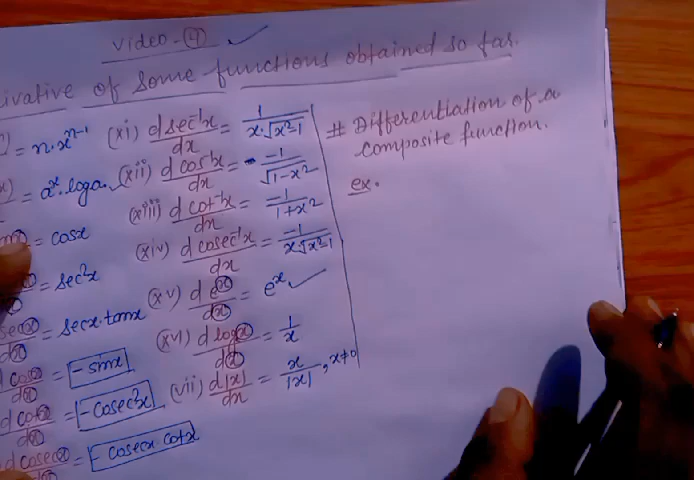 Video-(9)
ivative of Some functions obtained so far.
= n.x^{n-1}
= a^x.loga
= cosx
= sec²x
= secx.tanx
= -sinx
= -cosec²x
= -cosecx.cotx
(xi) d sec⁻¹x/dx = 1/x.√x²-1
(xii) d cos⁻¹x/dx = -1/√1-x²
(xiii) d cot⁻¹x/dx = -1/1+x²
(xiv) d cosec⁻¹x/dx = -1/x√x²-1
(xv) d e^x/dx = e^x
(xvi) d logx/dx = 1/x
(vii) d|x|/dx = x/|x| , x≠0
# Differentiation of a
composite function.
ex.